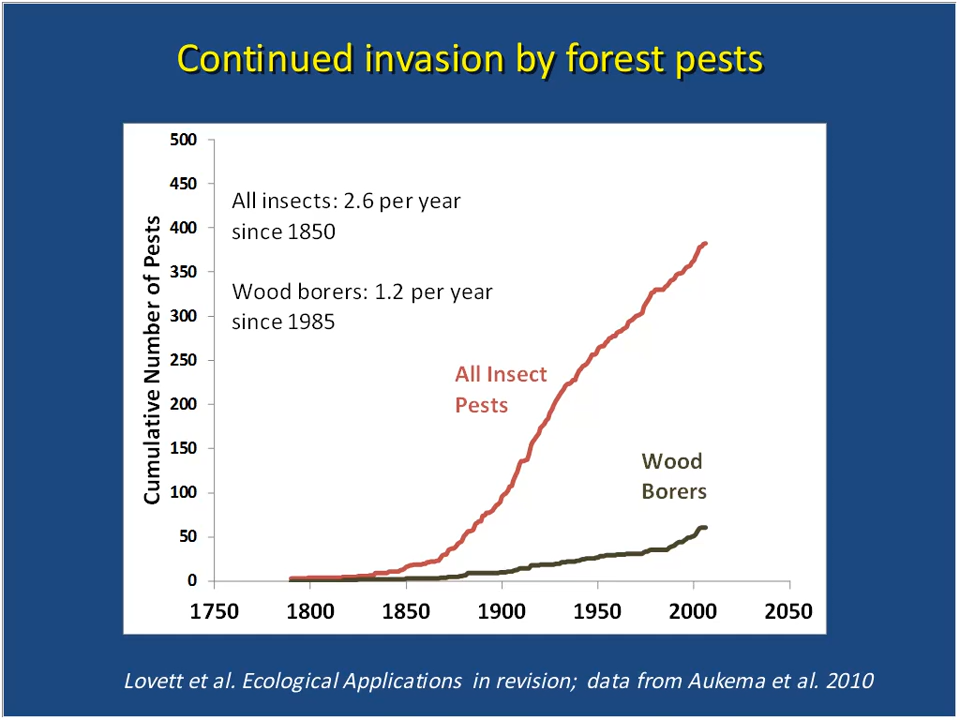 Continued invasion by forest pests
500
450
400
350
300
250
200
150
100
50
0
Cumulative Number of Pests
All insects: 2.6 per year
since 1850
Wood borers: 1.2 per year
since 1985
All Insect
Pests
Wood
Borers
1750 1800 1850 1900 1950 2000 2050
Lovett et al. Ecological Applications in revision; data from Aukema et al. 2010